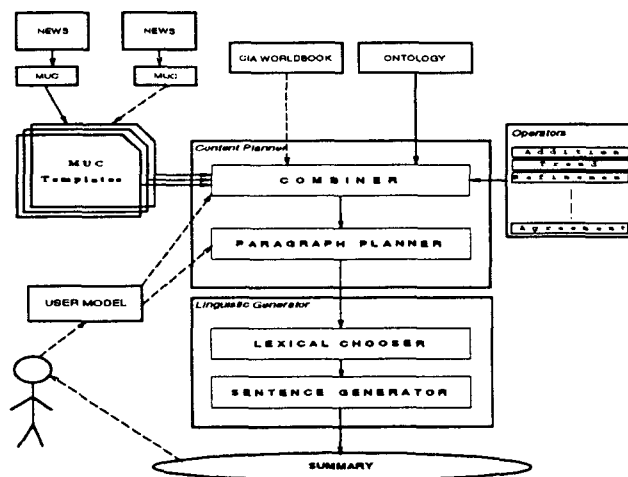 NEWS
NEWS
MUC
MUC
CIA WORLDBOOK
ONTOLOGY
MUC
Templates
Content Planner
Operators
Addition
Trend
Refinement
Agreement
COMBINER
PARAGRAPH PLANNER
USER MODEL
Linguistic Generator
LEXICAL CHOOSER
SENTENCE GENERATOR
SUMMARY